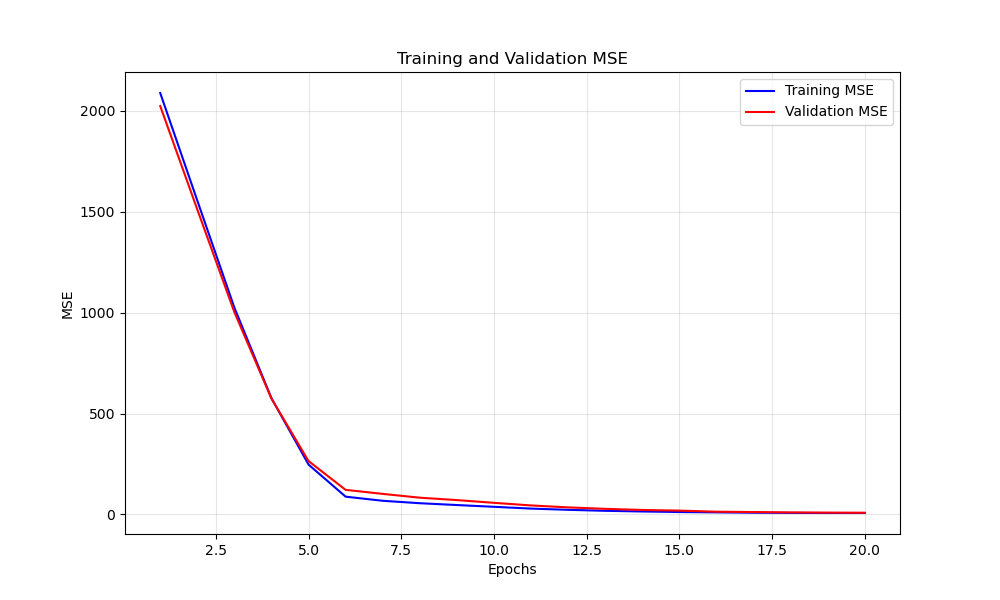 Training and Validation MSE
Training MSE
Validation MSE
2000
1500
1000
500
0
MSE
2.5 5.0 7.5 10.0 12.5 15.0 17.5 20.0
Epochs